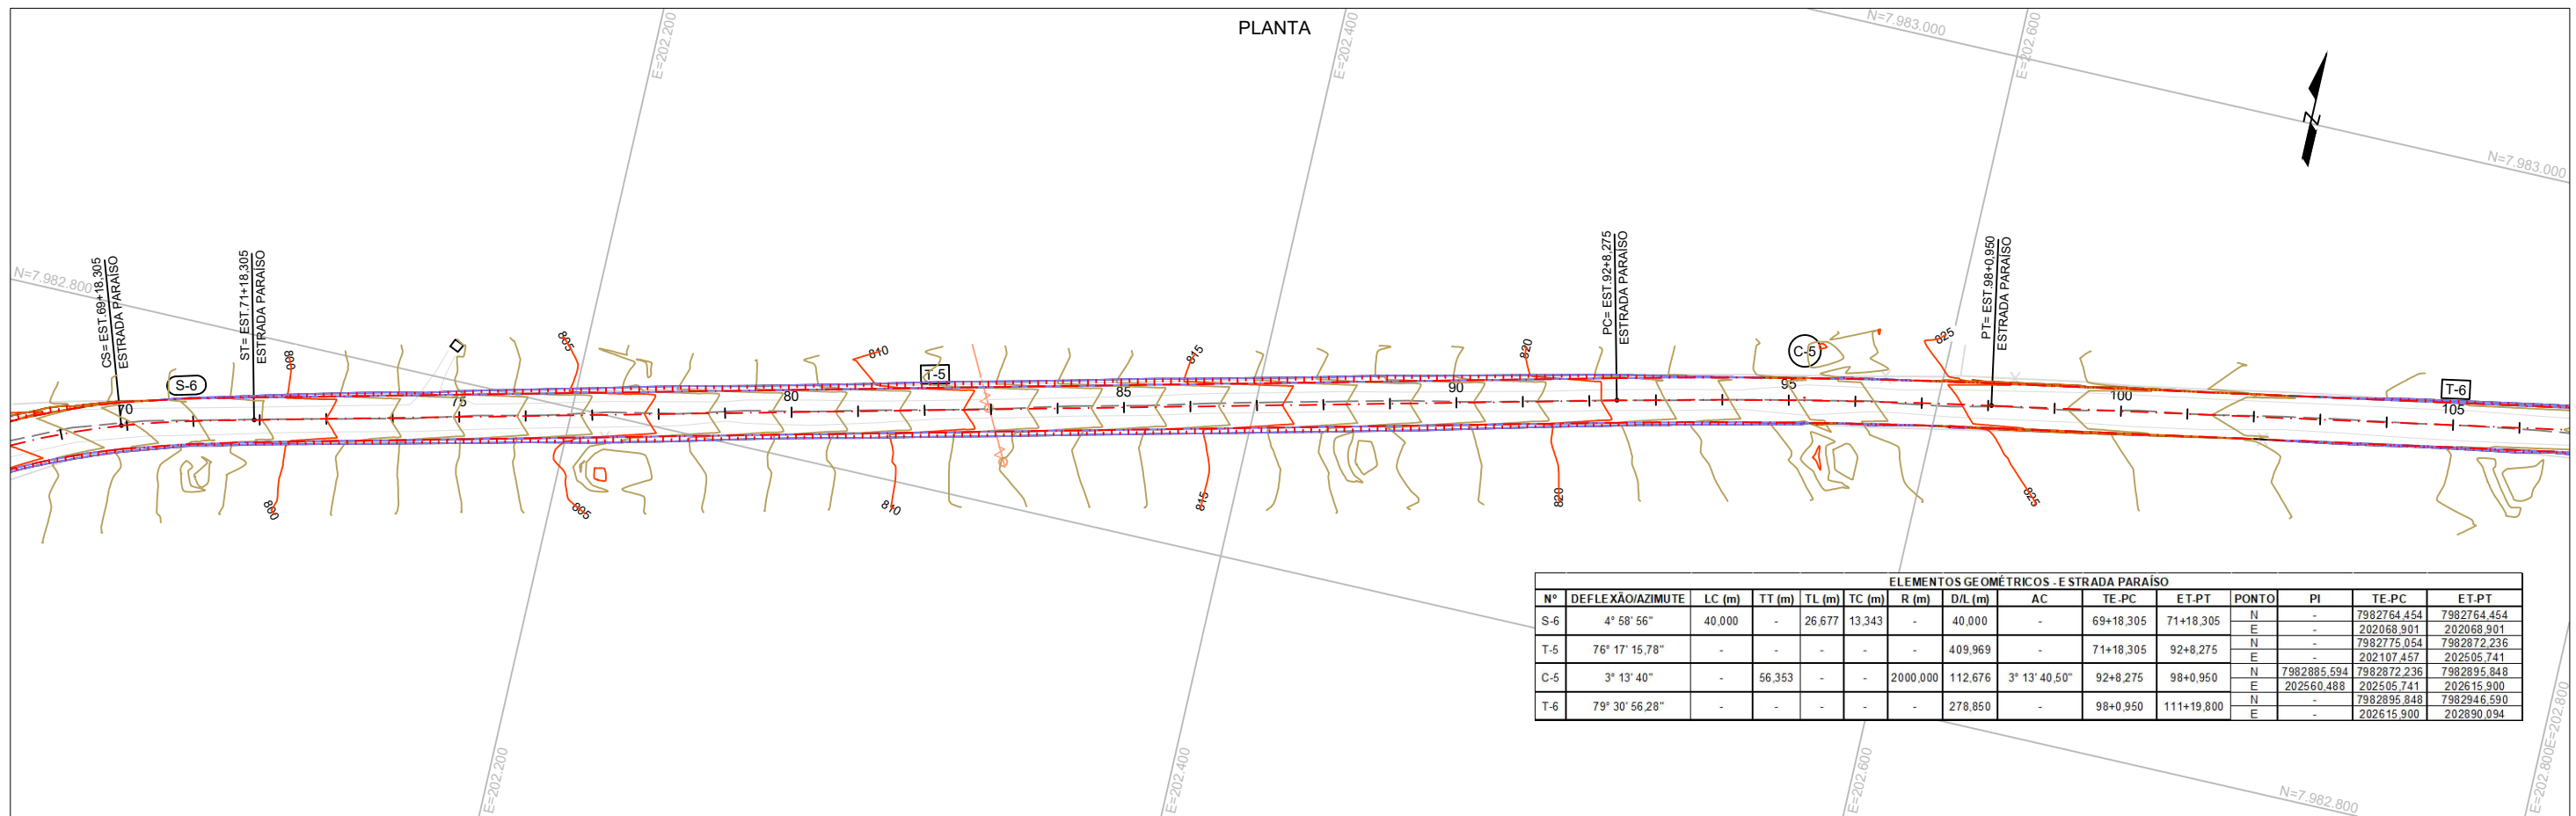 PLANTA
E=202.200
E=202.400
N=7.983.000
E=202.600
N=7.983.000
Z
N=7.982.800
CS= EST.69+18,305
ESTRADA PARAÍSO
ST= EST.71+18,305
ESTRADA PARAÍSO
PC= EST.92+8,275
ESTRADA PARAÍSO
PT= EST.98+0,950
ESTRADA PARAÍSO
800
805
810
815
820
825
S-6
T-5
C-5
T-6
70
75
80
85
90
95
100
105
800
805
810
815
820
825
ELEMENTOS GEOMÉTRICOS - ESTRADA PARAÍSO
Nº DEFLEXÃO/AZIMUTE LC (m) TT (m) TL (m) TC (m) R (m) D/L (m) AC TE-PC ET-PT PONTO PI TE-PC ET-PT
S-6 4° 58' 56" 40,000 - 26,677 13,343 - 40,000 - 69+18,305 71+18,305 N - 7982764,454 7982764,454
E - 202068,901 202068,901
T-5 76° 17' 15,78" - - - - - 409,969 - 71+18,305 92+8,275 N - 7982775,054 7982872,236
E - 202107,457 202505,741
C-5 3° 13' 40" - 56,353 - - 2000,000 112,676 3° 13' 40,50" 92+8,275 98+0,950 N 7982885,594 7982872,236 7982895,848
E 202560,488 202505,741 202615,900
T-6 79° 30' 56,28" - - - - - 278,850 - 98+0,950 111+19,800 N - 7982895,848 7982946,590
E - 202615,900 202890,094
E=202.200
E=202.400
E=202.600
N=7.982.800
E=202.800
E=202.800